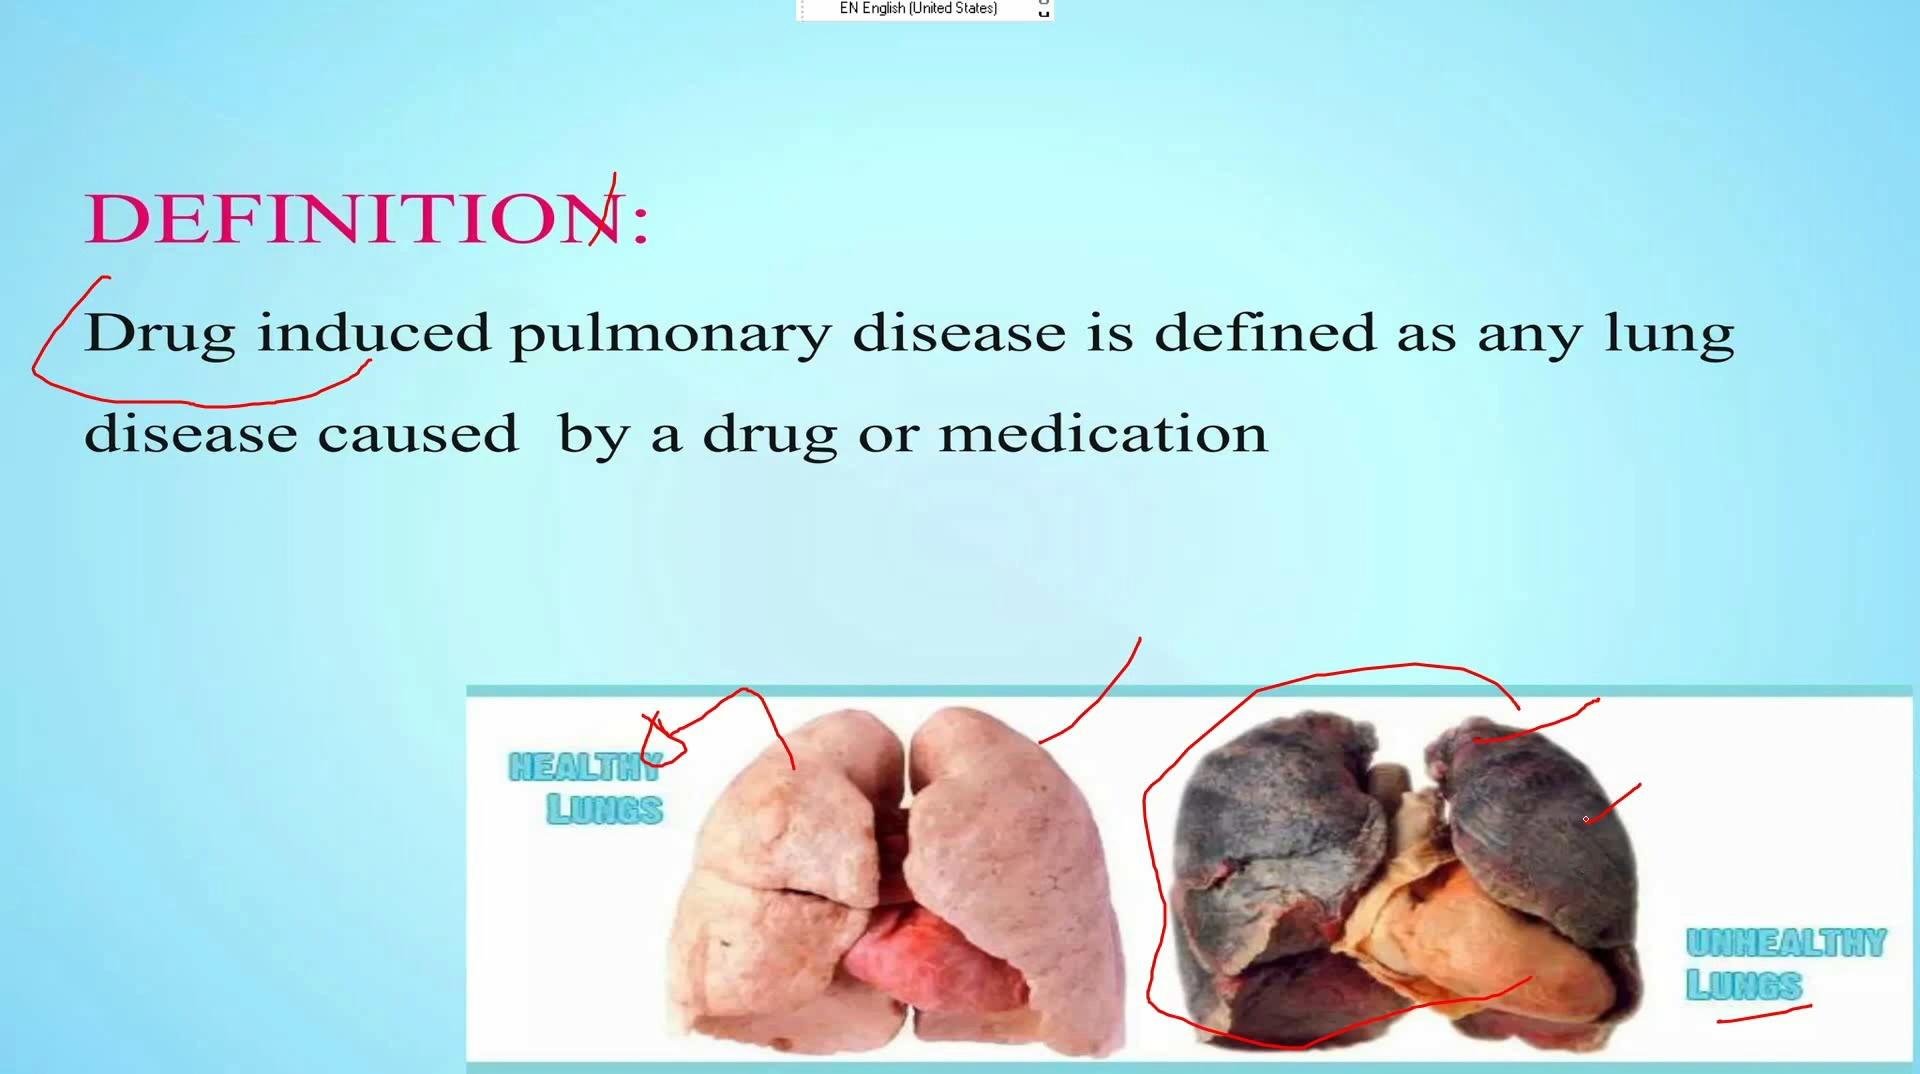 EN English (United States)
DEFINITION:
Drug induced pulmonary disease is defined as any lung
disease caused by a drug or medication
HEALTHY
LUNGS
UNHEALTHY
LUNGS